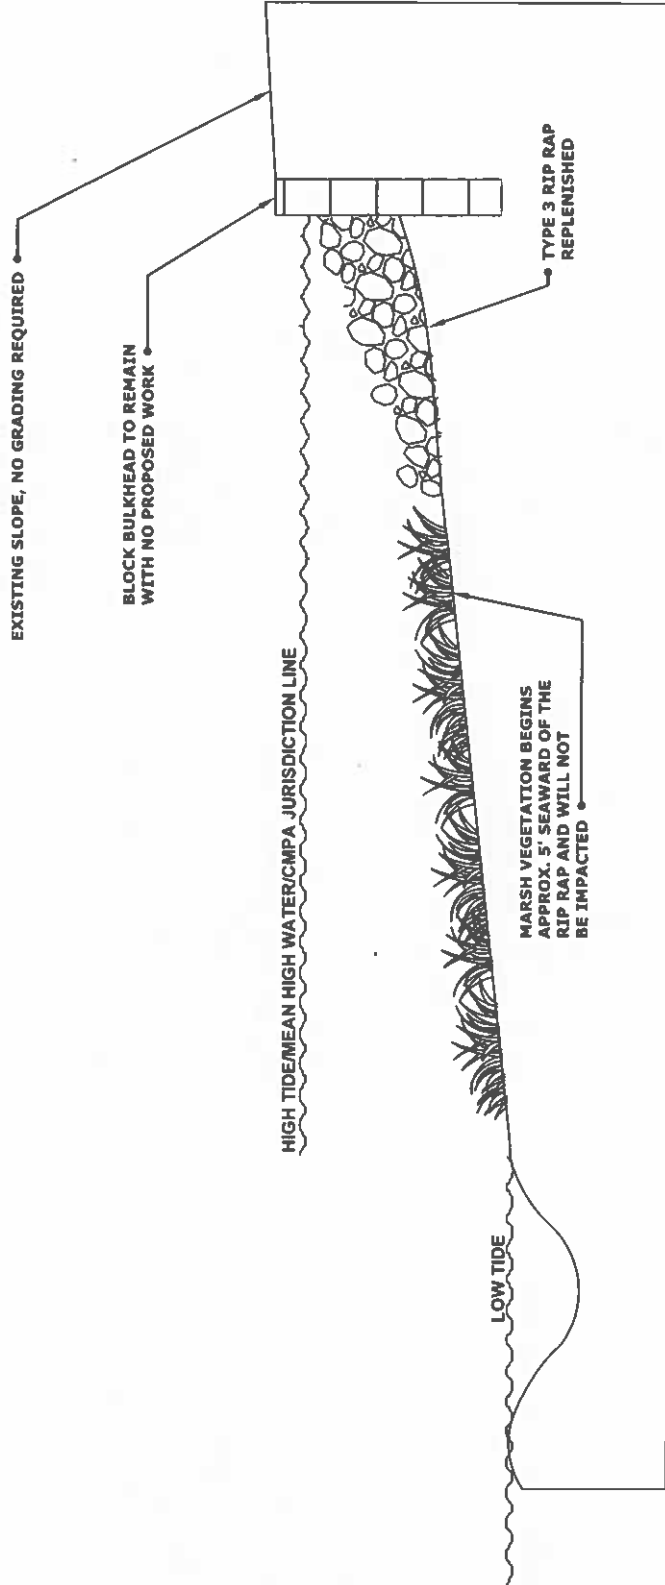 EXISTING SLOPE, NO GRADING REQUIRED
BLOCK BULKHEAD TO REMAIN
WITH NO PROPOSED WORK
HIGH TIDE/MEAN HIGH WATER/CMPA JURISDICTION LINE
TYPE 3 RIP RAP
REPLENISHED
MARSH VEGETATION BEGINS
APPROX. 5' SEAWARD OF THE
RIP RAP AND WILL NOT
BE IMPACTED
LOW TIDE